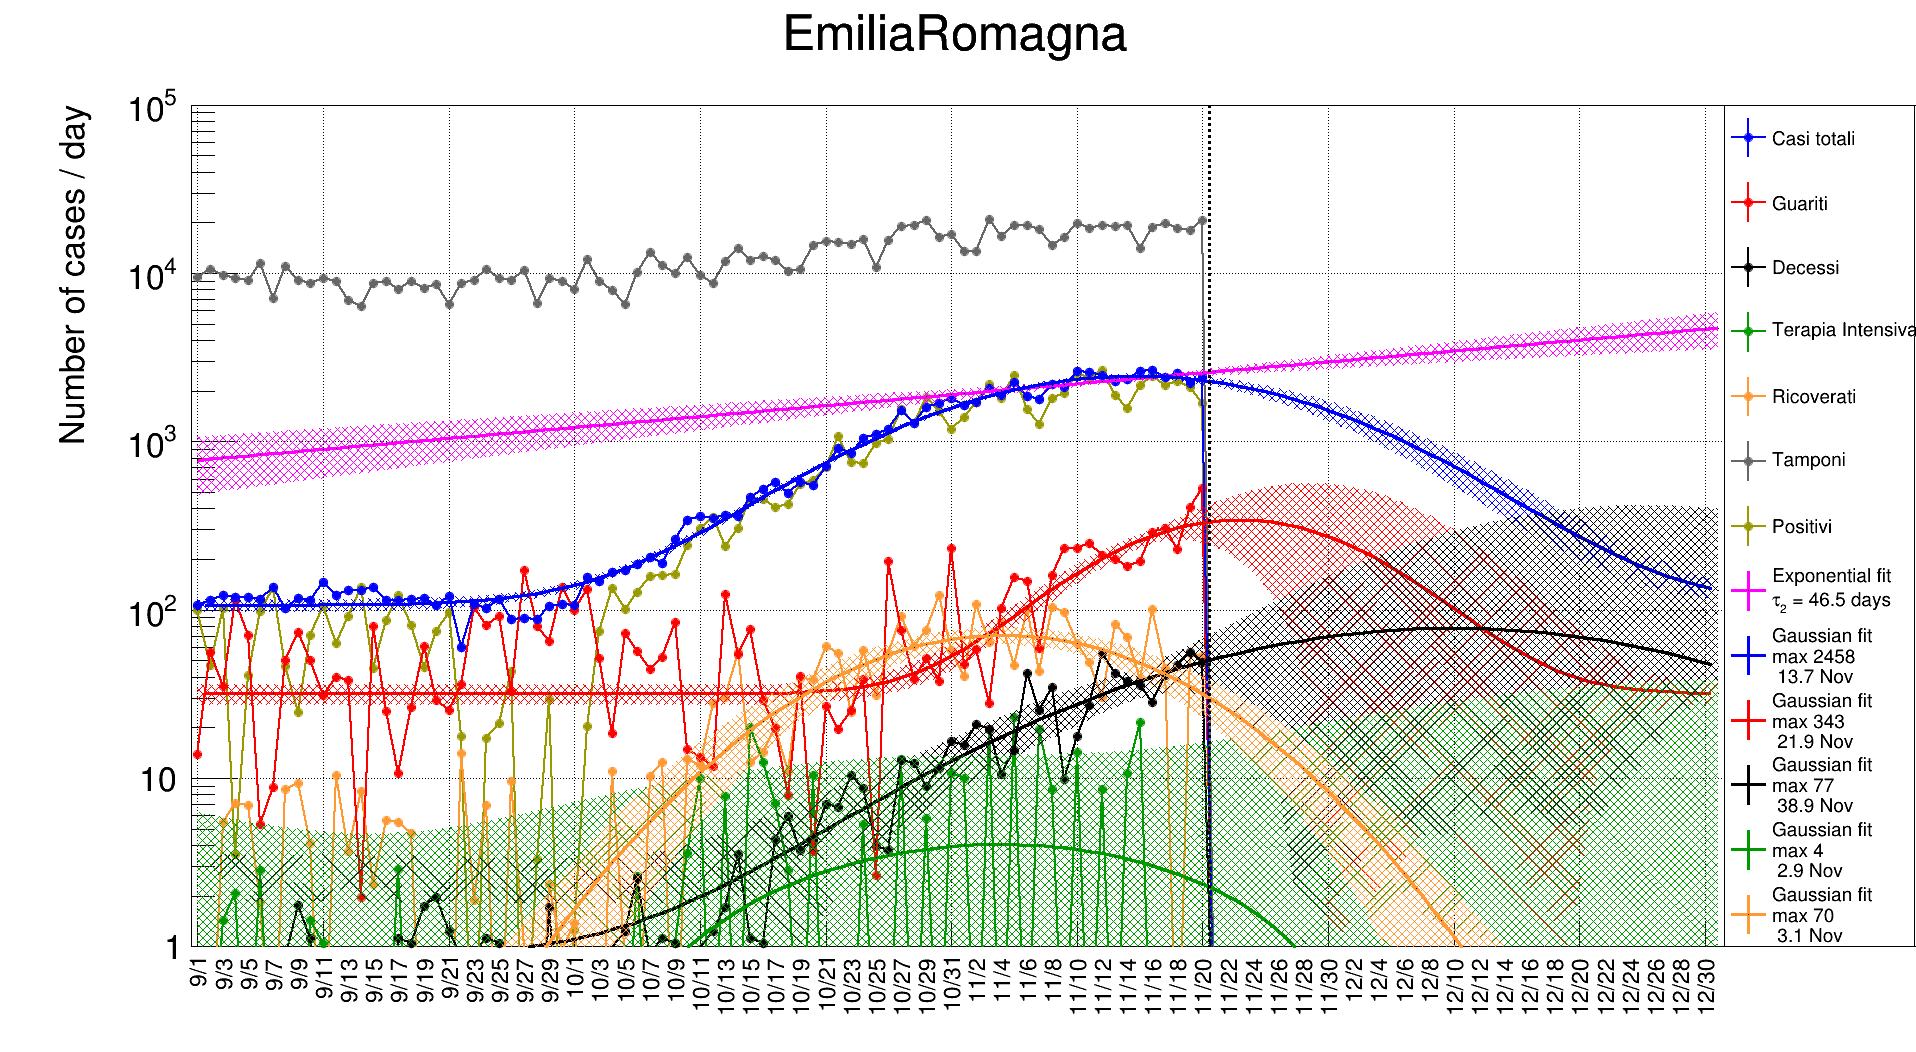 EmiliaRomagna
Number of cases / day
10^5
10^4
10^3
10^2
10
1
9/1
9/3
9/5
9/7
9/9
9/11
9/13
9/15
9/17
9/19
9/21
9/23
9/25
9/27
9/29
10/1
10/3
10/5
10/7
10/9
10/11
10/13
10/15
10/17
10/19
10/21
10/23
10/25
10/27
10/29
10/31
11/2
11/4
11/6
11/8
11/10
11/12
11/14
11/16
11/18
11/20
11/22
11/24
11/26
11/28
11/30
12/2
12/4
12/6
12/8
12/10
12/12
12/14
12/16
12/18
12/20
12/22
12/24
12/26
12/28
12/30
Casi totali
Guariti
Decessi
Terapia Intensiva
Ricoverati
Tamponi
Positivi
Exponential fit
τ2 = 46.5 days
Gaussian fit
max 2458
13.7 Nov
Gaussian fit
max 343
21.9 Nov
Gaussian fit
max 77
38.9 Nov
Gaussian fit
max 4
2.9 Nov
Gaussian fit
max 70
3.1 Nov